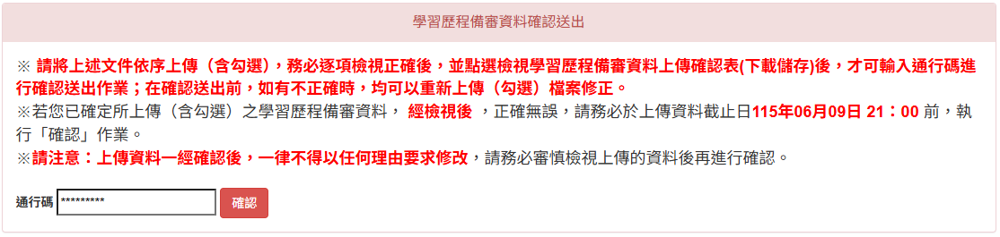 學習歷程備審資料確認送出
※ 請將上述文件依序上傳（含勾選），務必逐項檢視正確後，並點選檢視學習歷程備審資料上傳確認表(下載儲存)後，才可輸入通行碼進
行確認送出作業；在確認送出前，如有不正確時，均可以重新上傳（勾選）檔案修正。
※若您已確定所上傳（含勾選）之學習歷程備審資料， 經檢視後 ，正確無誤，請務必於上傳資料截止日115年06月09日 21：00 前，執
行「確認」作業。
※請注意：上傳資料一經確認後，一律不得以任何理由要求修改，請務必審慎檢視上傳的資料後再進行確認。
通行碼 ********* 確認